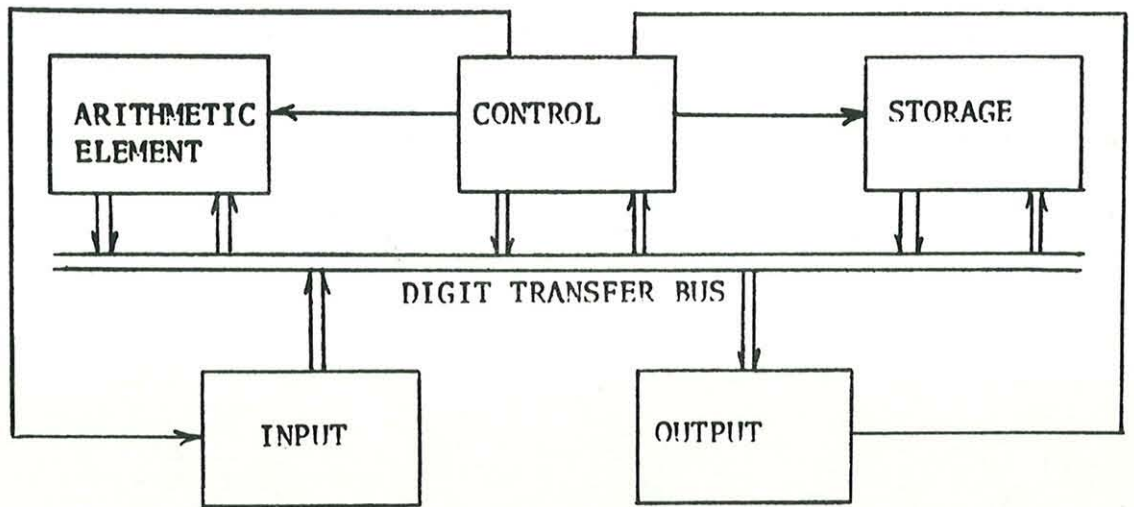 ARITHMETIC
ELEMENT
CONTROL
STORAGE
DIGIT TRANSFER BUS
INPUT
OUTPUT